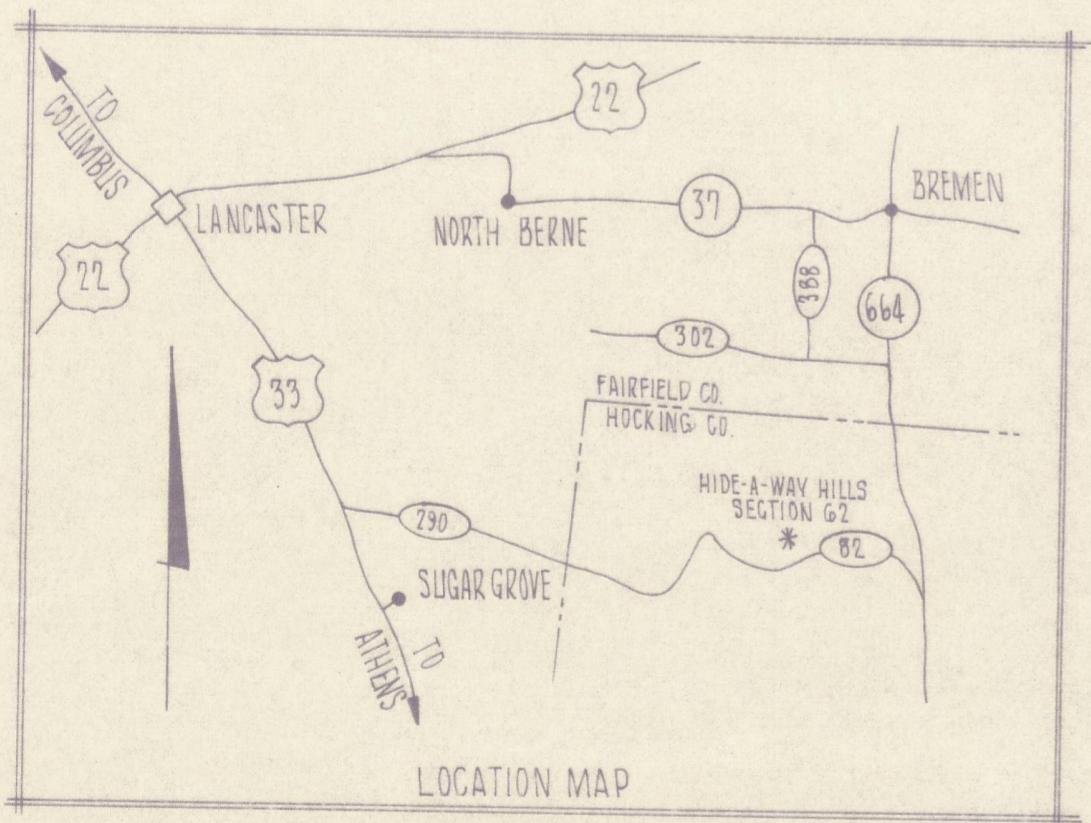 TO
COLUMBUS
22
BREMEN
37
LANCASTER
NORTH BERNE
22
388
664
302
33
FAIRFIELD CO.
HOCKING CO.
HIDE-A-WAY HILLS
SECTION G2
290
82
SUGAR GROVE
TO
ATHENS
LOCATION MAP